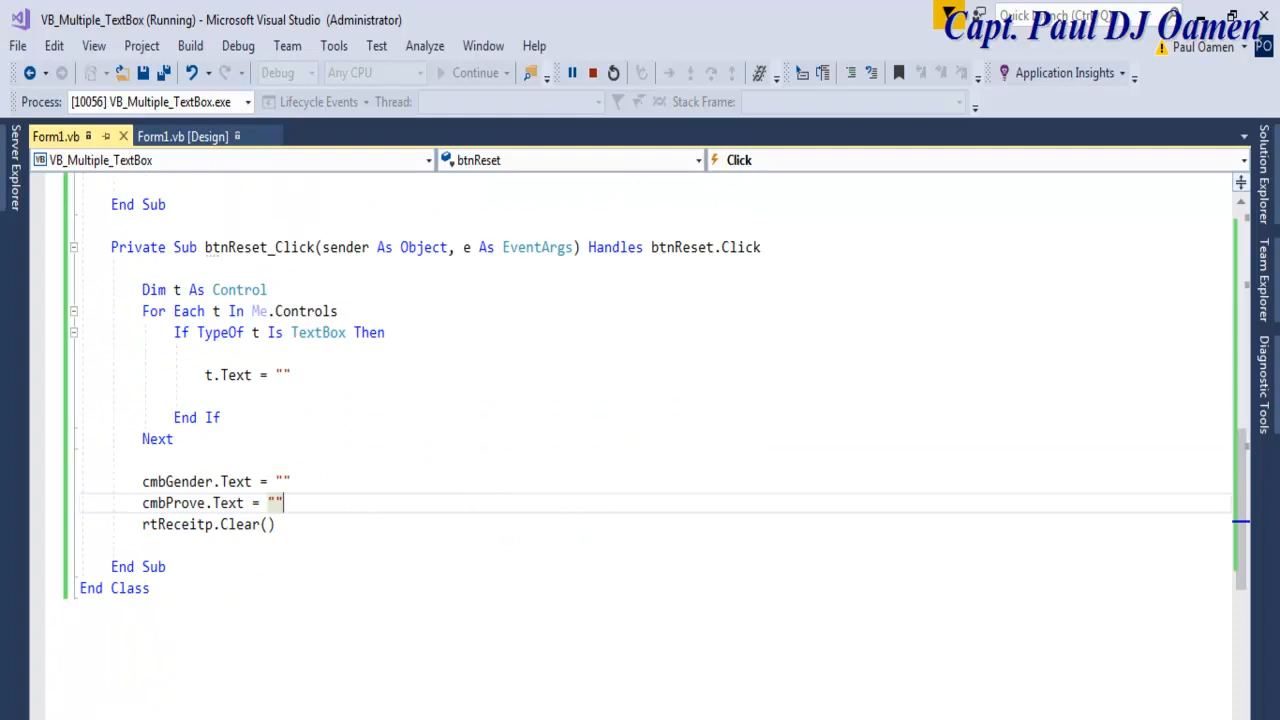 VB_Multiple_TextBox (Running) - Microsoft Visual Studio (Administrator)
Quick Launch (Ctrl+Q)
Capt. Paul DJ Oamen
File Edit View Project Build Debug Team Tools Test Analyze Window Help
Paul Oamen PO
Debug Any CPU Continue Application Insights
Process: [10056] VB_Multiple_TextBox.exe Lifecycle Events Thread: Stack Frame:
Form1.vb Form1.vb [Design]
VB_Multiple_TextBox btnReset Click
Server Explorer
Solution Explorer
Team Explorer
Diagnostic Tools
End Sub
Private Sub btnReset_Click(sender As Object, e As EventArgs) Handles btnReset.Click
Dim t As Control
For Each t In Me.Controls
If TypeOf t Is TextBox Then
t.Text = ""
End If
Next
cmbGender.Text = ""
cmbProve.Text = ""
rtReceitp.Clear()
End Sub
End Class